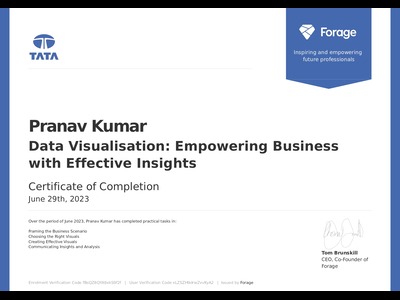 TATA
Forage
Inspiring and empowering
future professionals
Pranav Kumar
Data Visualisation: Empowering Business
with Effective Insights
Certificate of Completion
June 29th, 2023
Over the period of June 2023, Pranav Kumar has completed practical tasks in:
Framing the Business Scenario
Choosing the Right Visuals
Creating Effective Visuals
Communicating Insights and Analysis
Tom Brunskill
CEO, Co-Founder of
Forage
Enrolment Verification Code
User Verification Code
Issued by Forage